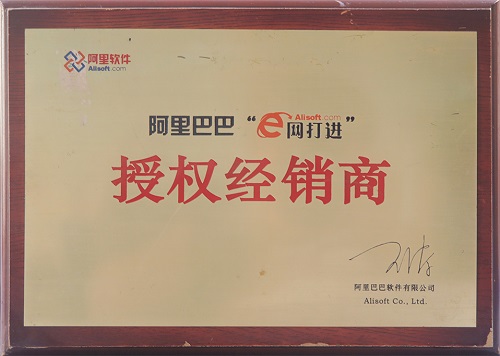 阿里软件
Alisoft.com
阿里巴巴“e网打进”
Alisoft.com
授权经销商
阿里巴巴软件有限公司
Alisoft Co., Ltd.